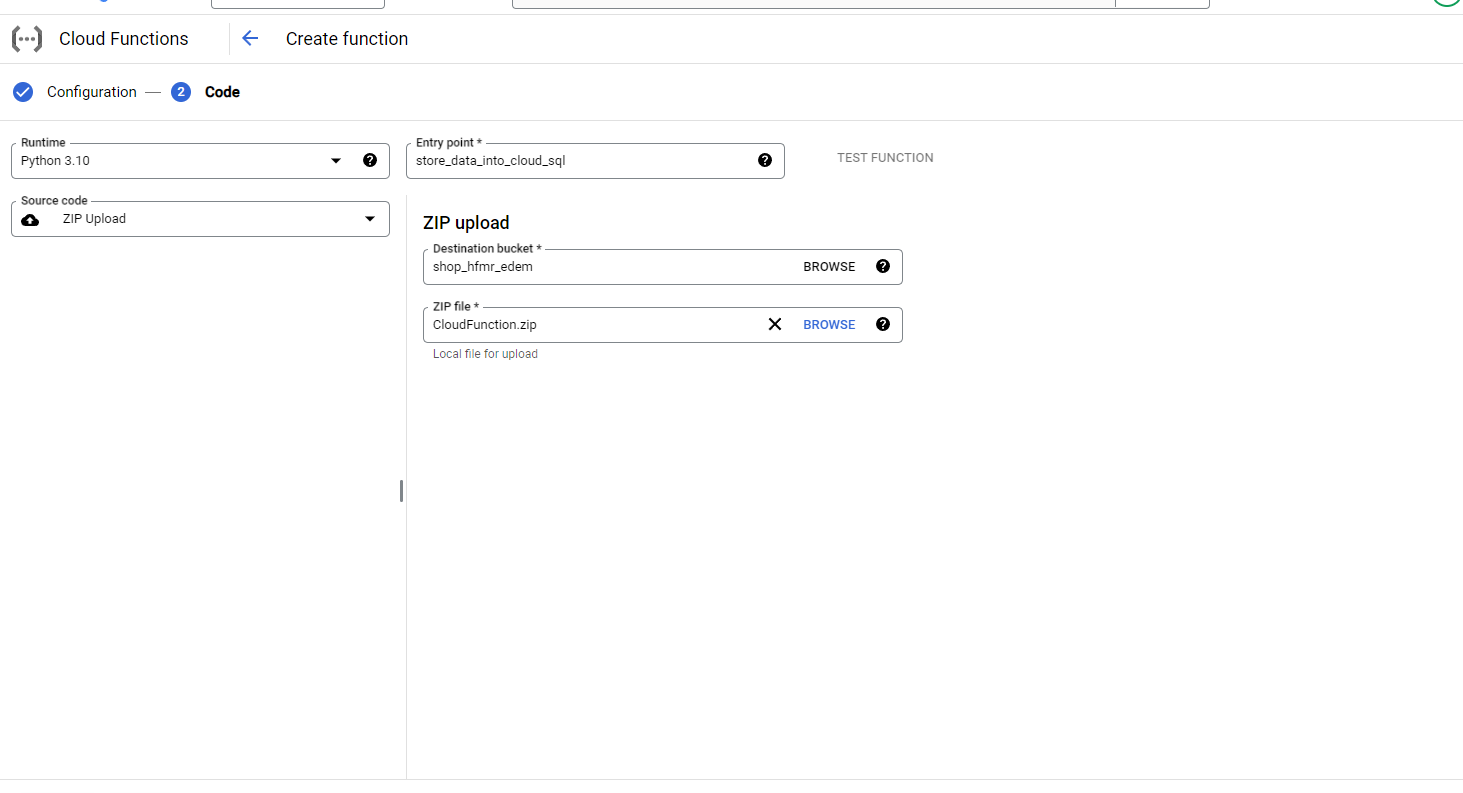 Cloud Functions
Create function
Configuration
2
Code
Runtime
Python 3.10
Entry point *
store_data_into_cloud_sql
TEST FUNCTION
Source code
ZIP Upload
ZIP upload
Destination bucket *
shop_hfmr_edem
BROWSE
ZIP file *
CloudFunction.zip
BROWSE
Local file for upload